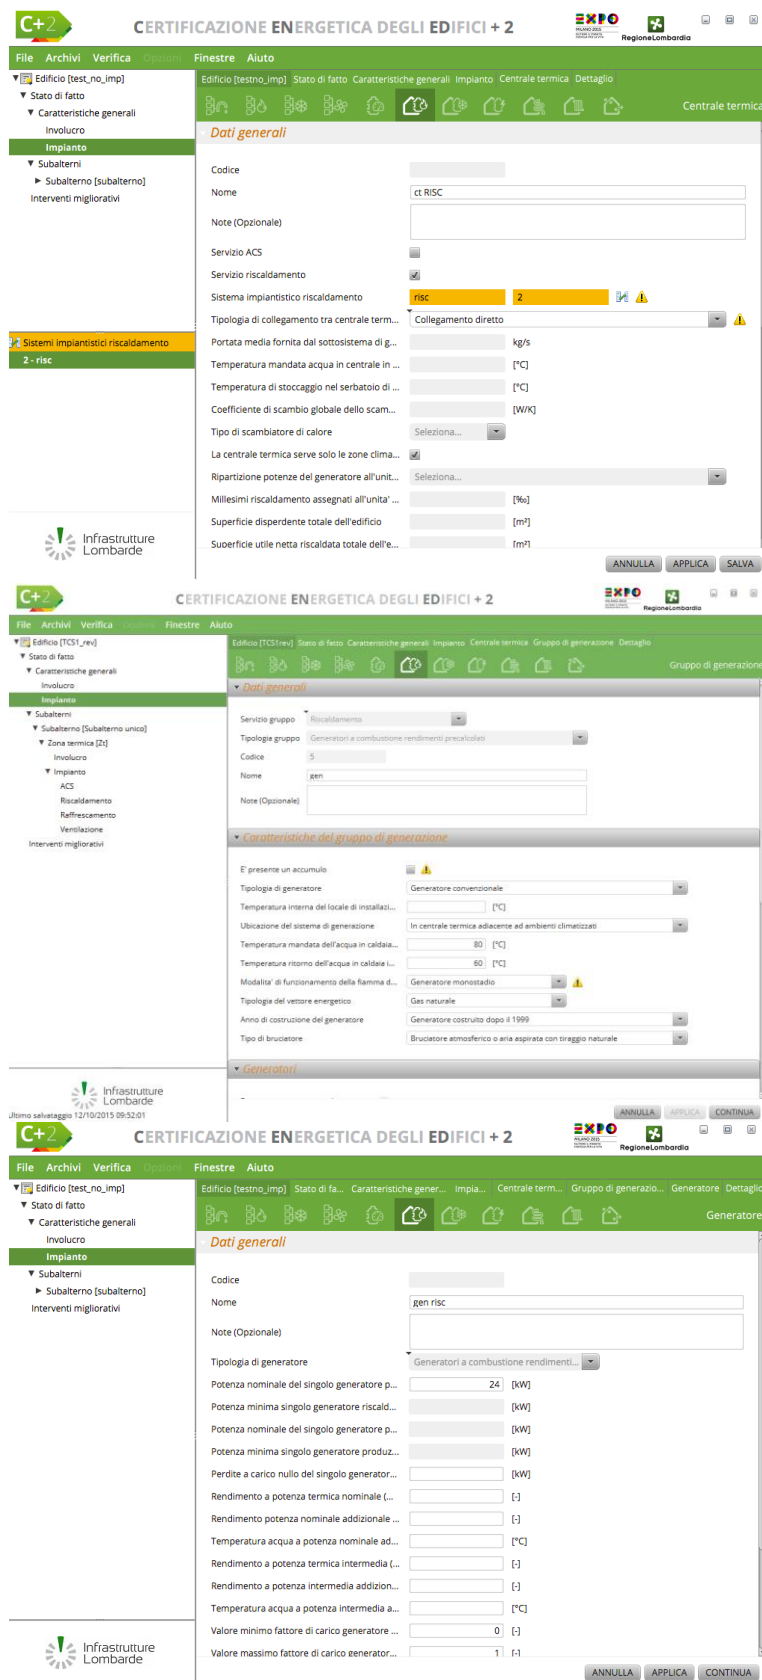 C+2
CERTIFICAZIONE ENERGETICA DEGLI EDIFICI + 2
EXPO
MILANO 2015
RegioneLombardia
File Archivi Verifica Opzioni Finestre Aiuto
Edificio [test_no_imp]
Stato di fatto
Caratteristiche generali
Involucro
Impianto
Subalterni
Subalterno [subalterno]
Interventi migliorativi
Sistemi impiantistici riscaldamento
2 - risc
Infrastrutture
Lombarde
Edificio [testno_imp] Stato di fatto Caratteristiche generali Impianto Centrale termica Dettaglio
Centrale termica
Dati generali
Codice
Nome ct RISC
Note (Opzionale)
Servizio ACS
Servizio riscaldamento
Sistema impiantistico riscaldamento risc 2
Tipologia di collegamento tra centrale term... Collegamento diretto
Portata media fornita dal sottosistema di g... kg/s
Temperatura mandata acqua in centrale in ... [°C]
Temperatura di stoccaggio nel serbatoio di ... [°C]
Coefficiente di scambio globale dello scam... [W/K]
Tipo di scambiatore di calore Seleziona...
La centrale termica serve solo le zone clima...
Ripartizione potenze del generatore all'unit... Seleziona...
Millesimi riscaldamento assegnati all'unita' ... [‰]
Superficie disperdente totale dell'edificio [m²]
Superficie utile netta riscaldata totale dell'e... [m²]
ANNULLA APPLICA SALVA
C+2
CERTIFICAZIONE ENERGETICA DEGLI EDIFICI + 2
EXPO
MILANO 2015
RegioneLombardia
File Archivi Verifica Opzioni Finestre Aiuto
Edificio [TCS1_rev]
Stato di fatto
Caratteristiche generali
Involucro
Impianto
Subalterni
Subalterno [Subalterno unico]
Zona termica [Zt]
Involucro
Impianto
ACS
Riscaldamento
Raffrescamento
Ventilazione
Interventi migliorativi
Infrastrutture
Lombarde
Ultimo salvataggio 12/10/2015 09:52:01
Edificio [TCS1rev] Stato di fatto Caratteristiche generali Impianto Centrale termica Gruppo di generazione Dettaglio
Gruppo di generazione
Dati generali
Servizio gruppo Riscaldamento
Tipologia gruppo Generatori a combustione rendimenti precalcolati
Codice 5
Nome gen
Note (Opzionale)
Caratteristiche del gruppo di generazione
E' presente un accumulo
Tipologia di generatore Generatore convenzionale
Temperatura interna del locale di installazi... [°C]
Ubicazione del sistema di generazione In centrale termica adiacente ad ambienti climatizzati
Temperatura mandata dell'acqua in caldaia... 80 [°C]
Temperatura ritorno dell'acqua in caldaia i... 60 [°C]
Modalita' di funzionamento della fiamma d... Generatore monostadio
Tipologia del vettore energetico Gas naturale
Anno di costruzione del generatore Generatore costruito dopo il 1999
Tipo di bruciatore Bruciatore atmosferico o aria aspirata con tiraggio naturale
Generatori
ANNULLA APPLICA CONTINUA
C+2
CERTIFICAZIONE ENERGETICA DEGLI EDIFICI + 2
EXPO
MILANO 2015
RegioneLombardia
File Archivi Verifica Opzioni Finestre Aiuto
Edificio [test_no_imp]
Stato di fatto
Caratteristiche generali
Involucro
Impianto
Subalterni
Subalterno [subalterno]
Interventi migliorativi
Infrastrutture
Lombarde
Edificio [testno_imp] Stato di fa... Caratteristiche gener... Impia... Centrale term... Gruppo di generazio... Generatore Dettaglio
Generatore
Dati generali
Codice
Nome gen risc
Note (Opzionale)
Tipologia di generatore Generatori a combustione rendimenti...
Potenza nominale del singolo generatore p... 24 [kW]
Potenza minima singolo generatore riscald... [kW]
Potenza nominale del singolo generatore p... [kW]
Potenza minima singolo generatore produz... [kW]
Perdite a carico nullo del singolo generator... [kW]
Rendimento a potenza termica nominale (... [-]
Rendimento potenza nominale addizionale ... [-]
Temperatura acqua a potenza nominale ad... [°C]
Rendimento a potenza termica intermedia (... [-]
Rendimento a potenza intermedia addizion... [-]
Temperatura acqua a potenza intermedia a... [°C]
Valore minimo fattore di carico generatore ... 0 [-]
Valore massimo fattore di carico generator... 1 [-]
ANNULLA APPLICA CONTINUA